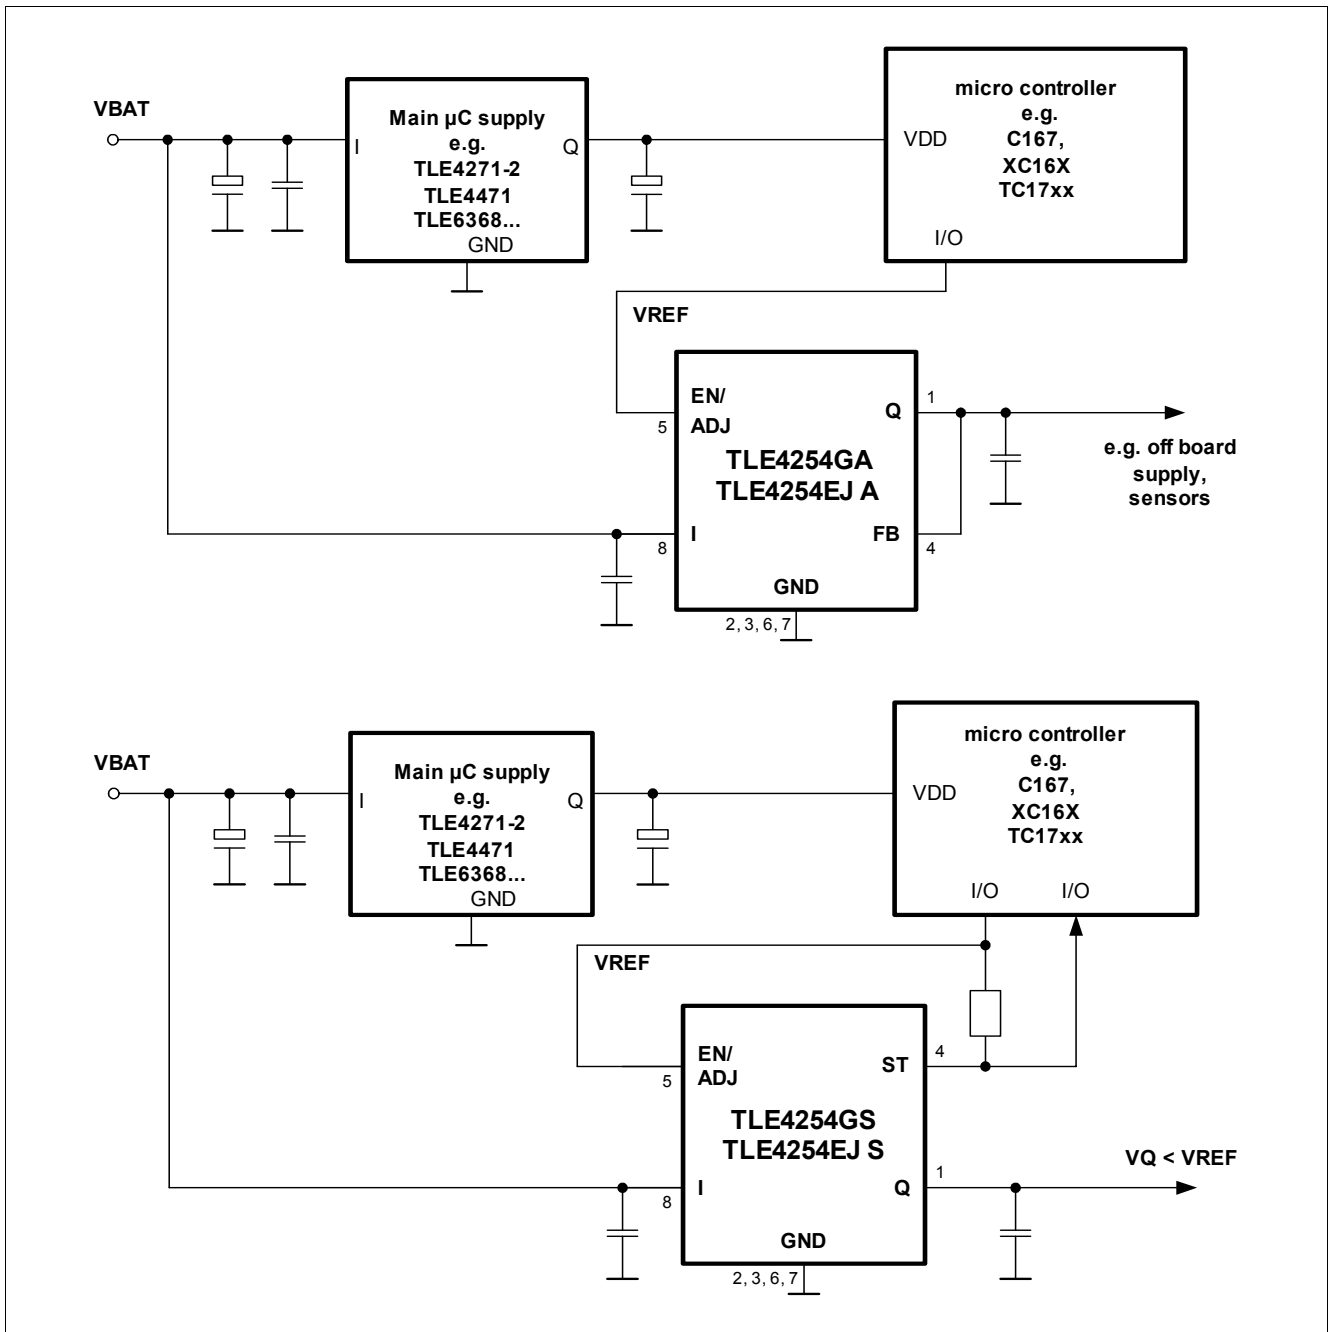 VBAT
I
Main µC supply
e.g.
TLE4271-2
TLE4471
TLE6368...
GND
Q
micro controller
e.g.
C167,
XC16X
TC17xx
VDD
I/O
VREF
EN/
ADJ
5
Q
1
TLE4254GA
TLE4254EJ A
I
8
FB
4
GND
2, 3, 6, 7
e.g. off board
supply,
sensors
VBAT
I
Main µC supply
e.g.
TLE4271-2
TLE4471
TLE6368...
GND
Q
micro controller
e.g.
C167,
XC16X
TC17xx
VDD
I/O
I/O
VREF
EN/
ADJ
5
ST
4
TLE4254GS
TLE4254EJ S
I
8
Q
1
GND
2, 3, 6, 7
VQ < VREF